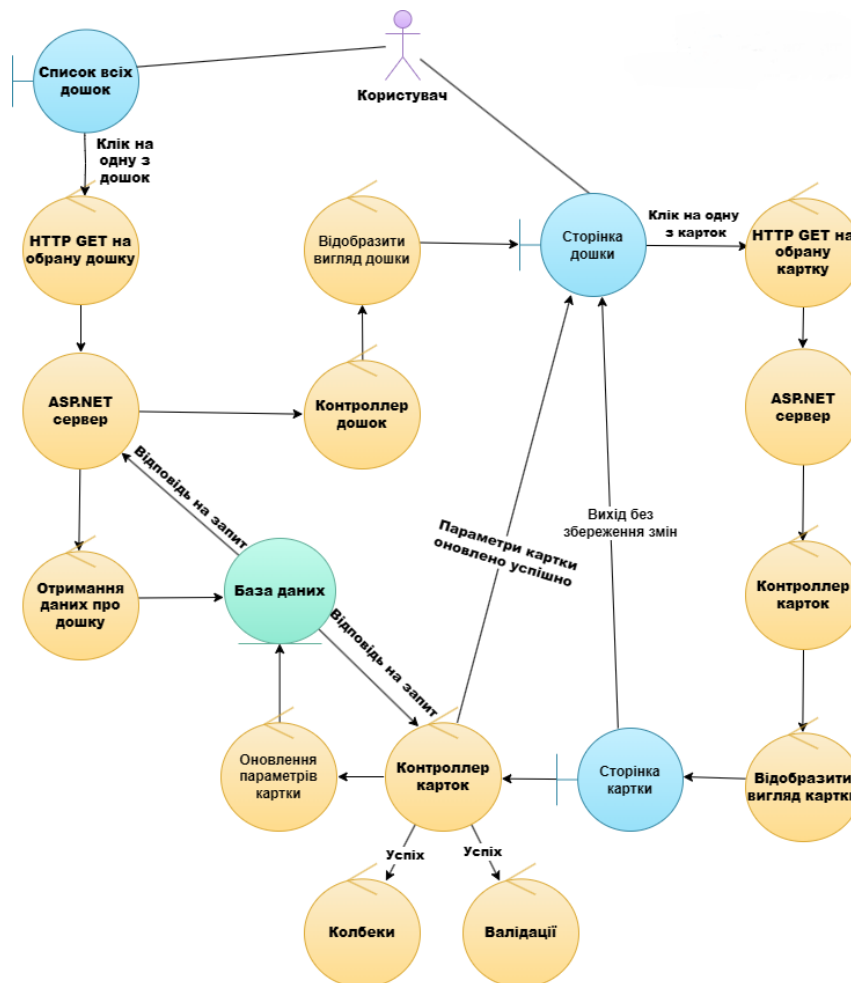 Список всіх
дошок
Користувач
Клік на
одну з
дошок
HTTP GET на
обрану дошку
Відобразити
вигляд дошки
Сторінка
дошки
Клік на одну
з карток
HTTP GET на
обрану
картку
ASP.NET
сервер
Контроллер
дошок
ASP.NET
сервер
Відповідь на запит
Параметри картки
оновлено успішно
Вихід без
збереження змін
Отримання
даних про
дошку
База даних
Контроллер
карток
Відповідь на запит
Оновлення
параметрів
картки
Контроллер
карток
Сторінка
картки
Відобразити
вигляд картки
Успіх
Успіх
Колбеки
Валідації